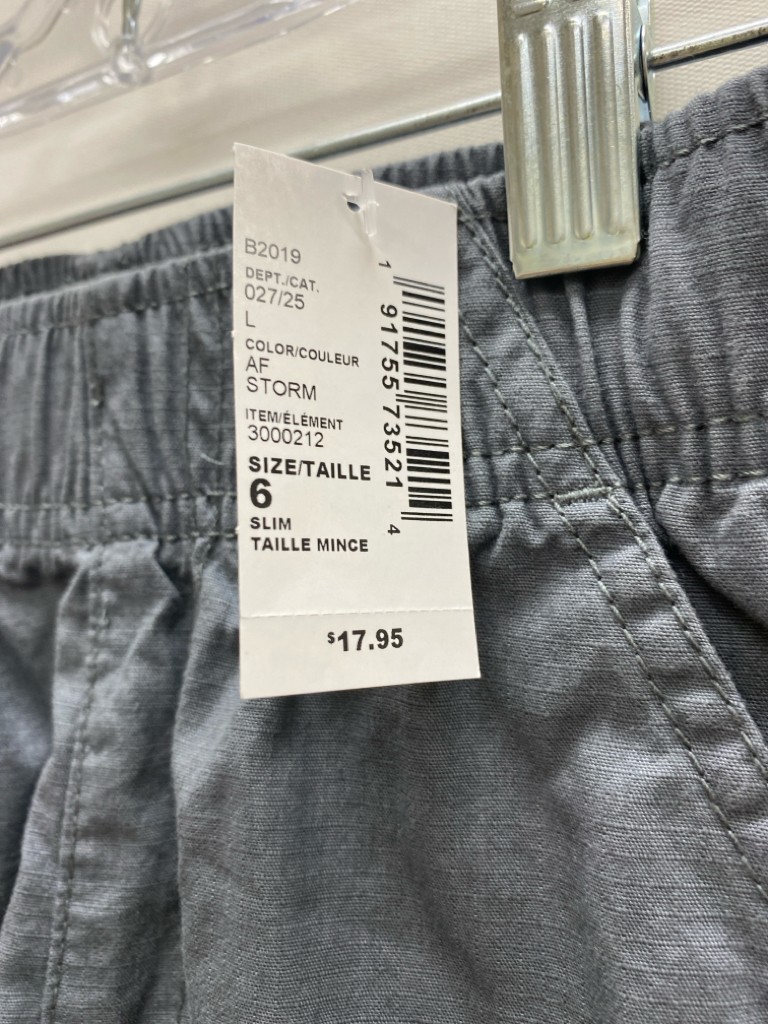 B2019
DEPT./CAT.
027/25
L
COLOR/COULEUR
AF
STORM
ITEM/ÉLÉMENT
3000212
SIZE/TAILLE
6
SLIM
TAILLE MINCE
1 91755 73521 4
$17.95